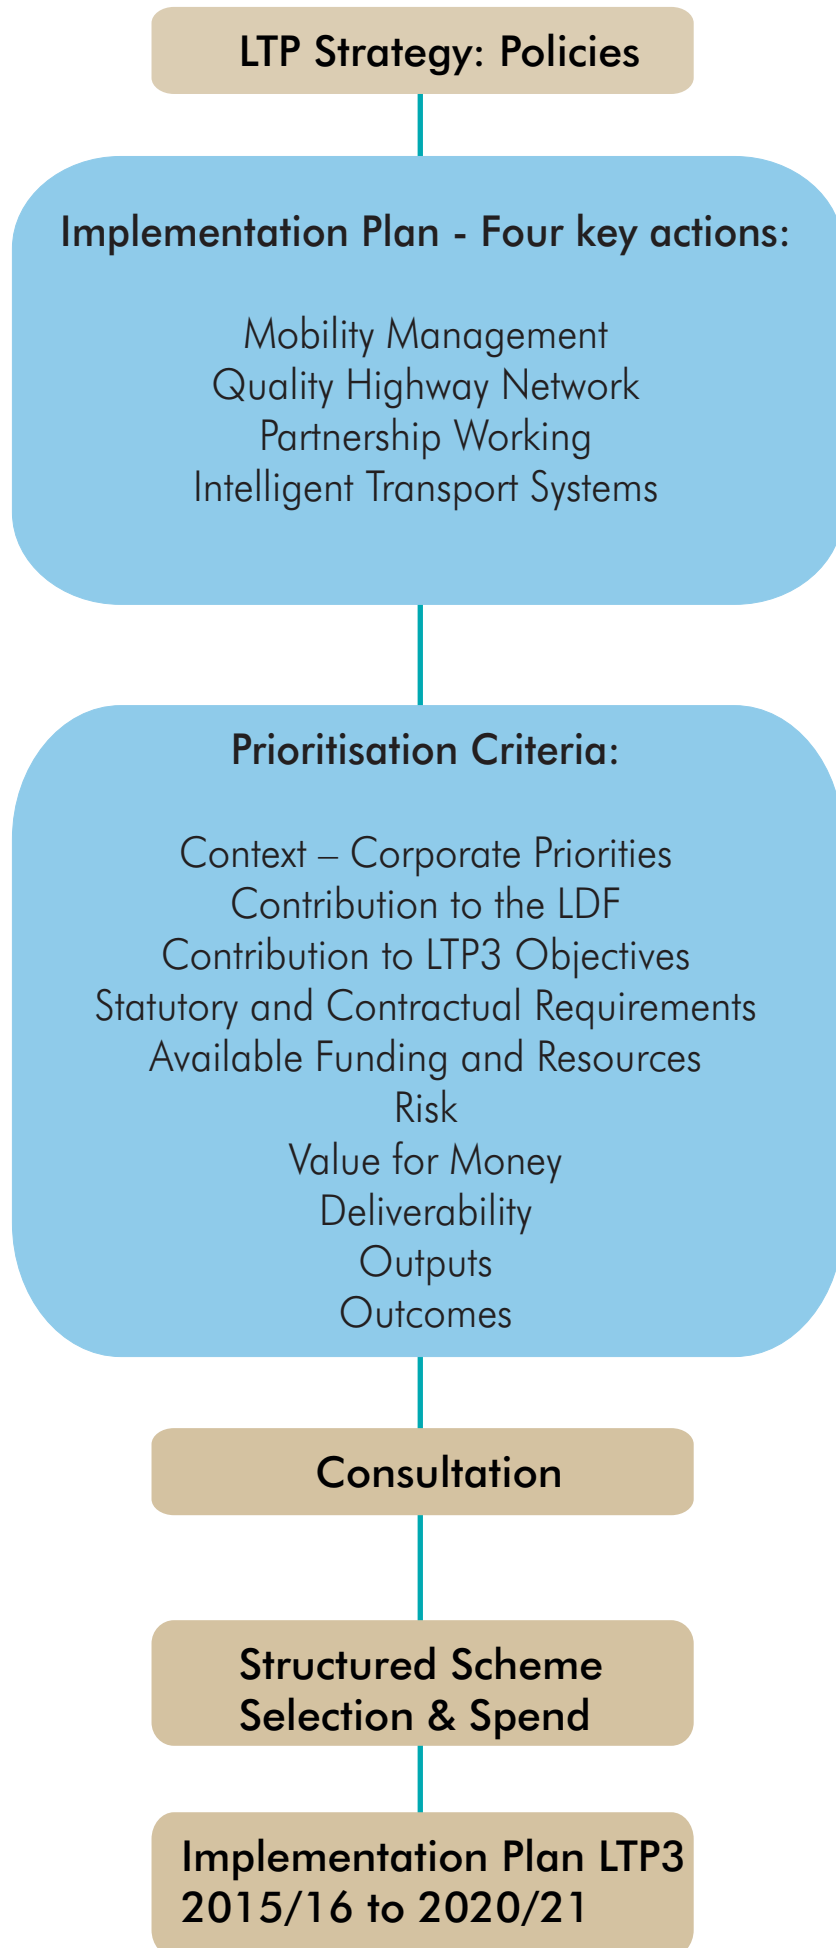 LTP Strategy: Policies
Implementation Plan - Four key actions:
Mobility Management
Quality Highway Network
Partnership Working
Intelligent Transport Systems
Prioritisation Criteria:
Context – Corporate Priorities
Contribution to the LDF
Contribution to LTP3 Objectives
Statutory and Contractual Requirements
Available Funding and Resources
Risk
Value for Money
Deliverability
Outputs
Outcomes
Consultation
Structured Scheme
Selection & Spend
Implementation Plan LTP3
2015/16 to 2020/21